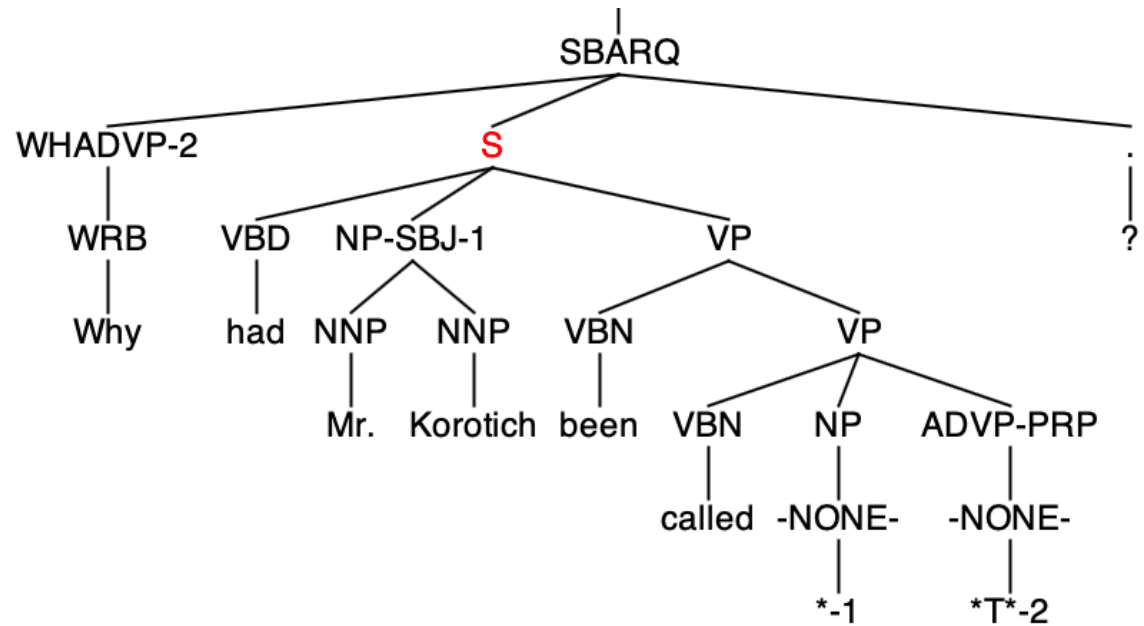 SBARQ
WHADVP-2 S .
WRB VBD NP-SBJ-1 VP ?
Why had NNP NNP VBN VP
Mr. Korotich been VBN NP ADVP-PRP
called -NONE- -NONE-
*-1 *T*-2